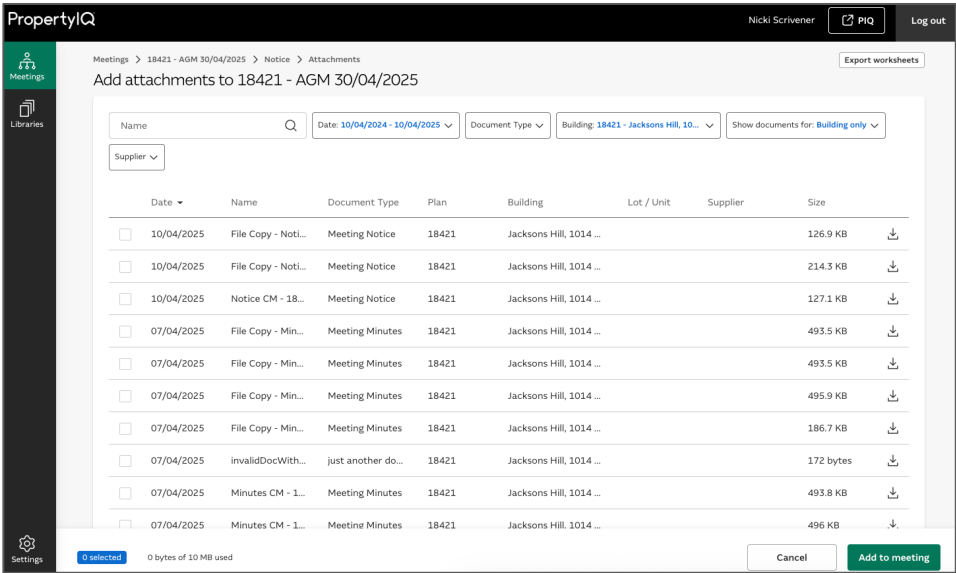 PropertyIQ
Nicki Scrivener
PIQ
Log out
Meetings
Libraries
Settings
Meetings > 18421 - AGM 30/04/2025 > Notice > Attachments
Export worksheets
Add attachments to 18421 - AGM 30/04/2025
Name
Date: 10/04/2024 - 10/04/2025
Document Type
Building: 18421 - Jacksons Hill, 10...
Show documents for: Building only
Supplier
Date Name Document Type Plan Building Lot / Unit Supplier Size
10/04/2025 File Copy - Noti... Meeting Notice 18421 Jacksons Hill, 1014 ... 126.9 KB
10/04/2025 File Copy - Noti... Meeting Notice 18421 Jacksons Hill, 1014 ... 214.3 KB
10/04/2025 Notice CM - 18... Meeting Notice 18421 Jacksons Hill, 1014 ... 127.1 KB
07/04/2025 File Copy - Min... Meeting Minutes 18421 Jacksons Hill, 1014 ... 493.5 KB
07/04/2025 File Copy - Min... Meeting Minutes 18421 Jacksons Hill, 1014 ... 493.5 KB
07/04/2025 File Copy - Min... Meeting Minutes 18421 Jacksons Hill, 1014 ... 495.9 KB
07/04/2025 File Copy - Min... Meeting Minutes 18421 Jacksons Hill, 1014 ... 186.7 KB
07/04/2025 invalidDocWith... just another do... 18421 Jacksons Hill, 1014 ... 172 bytes
07/04/2025 Minutes CM - 1... Meeting Minutes 18421 Jacksons Hill, 1014 ... 493.8 KB
07/04/2025 Minutes CM - 1... Meeting Minutes 18421 Jacksons Hill, 1014 ... 496 KB
0 selected
0 bytes of 10 MB used
Cancel
Add to meeting